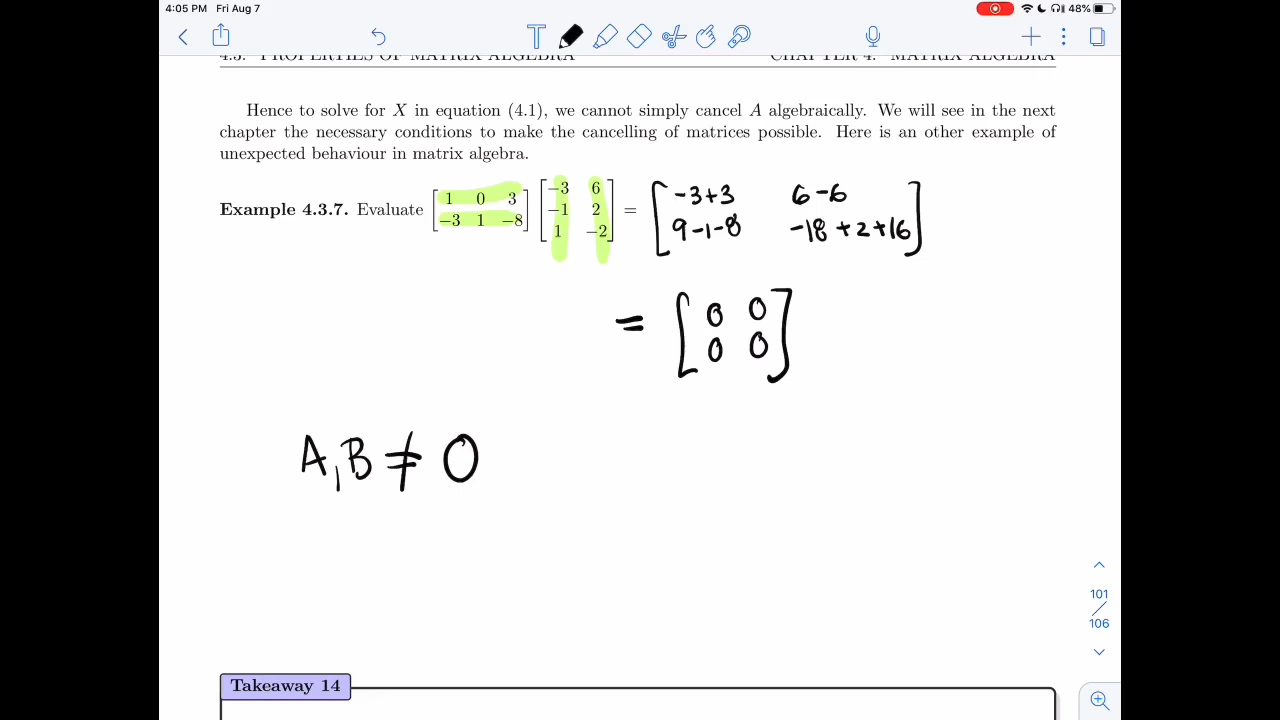 4:05 PM Fri Aug 7 48%
4.3. PROPERTIES OF MATRIX ALGEBRA CHAPTER 4. MATRIX ALGEBRA
Hence to solve for X in equation (4.1), we cannot simply cancel A algebraically. We will see in the next
chapter the necessary conditions to make the cancelling of matrices possible. Here is an other example of
unexpected behaviour in matrix algebra.
Example 4.3.7. Evaluate [1 0 3; −3 1 −8] [−3 6; −1 2; 1 −2] = [-3+3 6-6; 9-1-8 -18+2+16]
= [0 0; 0 0]
A, B ≠ 0
101
106
Takeaway 14